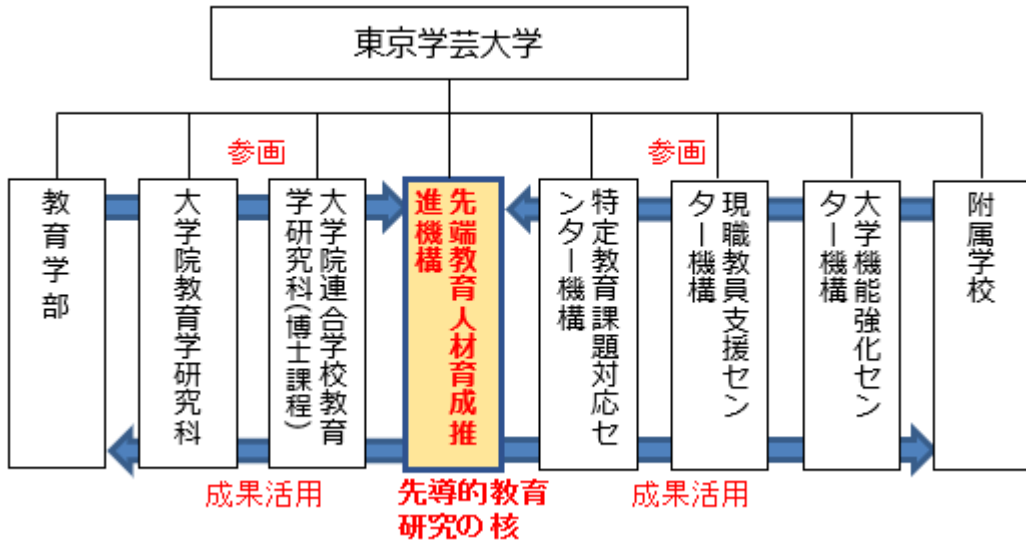 東京学芸大学
参画
参画
教育学部
大学院教育学研究科
大学院連合学校教育
学研究科(博士課程)
先端教育人材育成推
進機構
特定教育課題対応セ
ンター機構
現職教員支援セン
ター機構
大学機能強化セン
ター機構
附属学校
成果活用
先導的教育
研究の核
成果活用